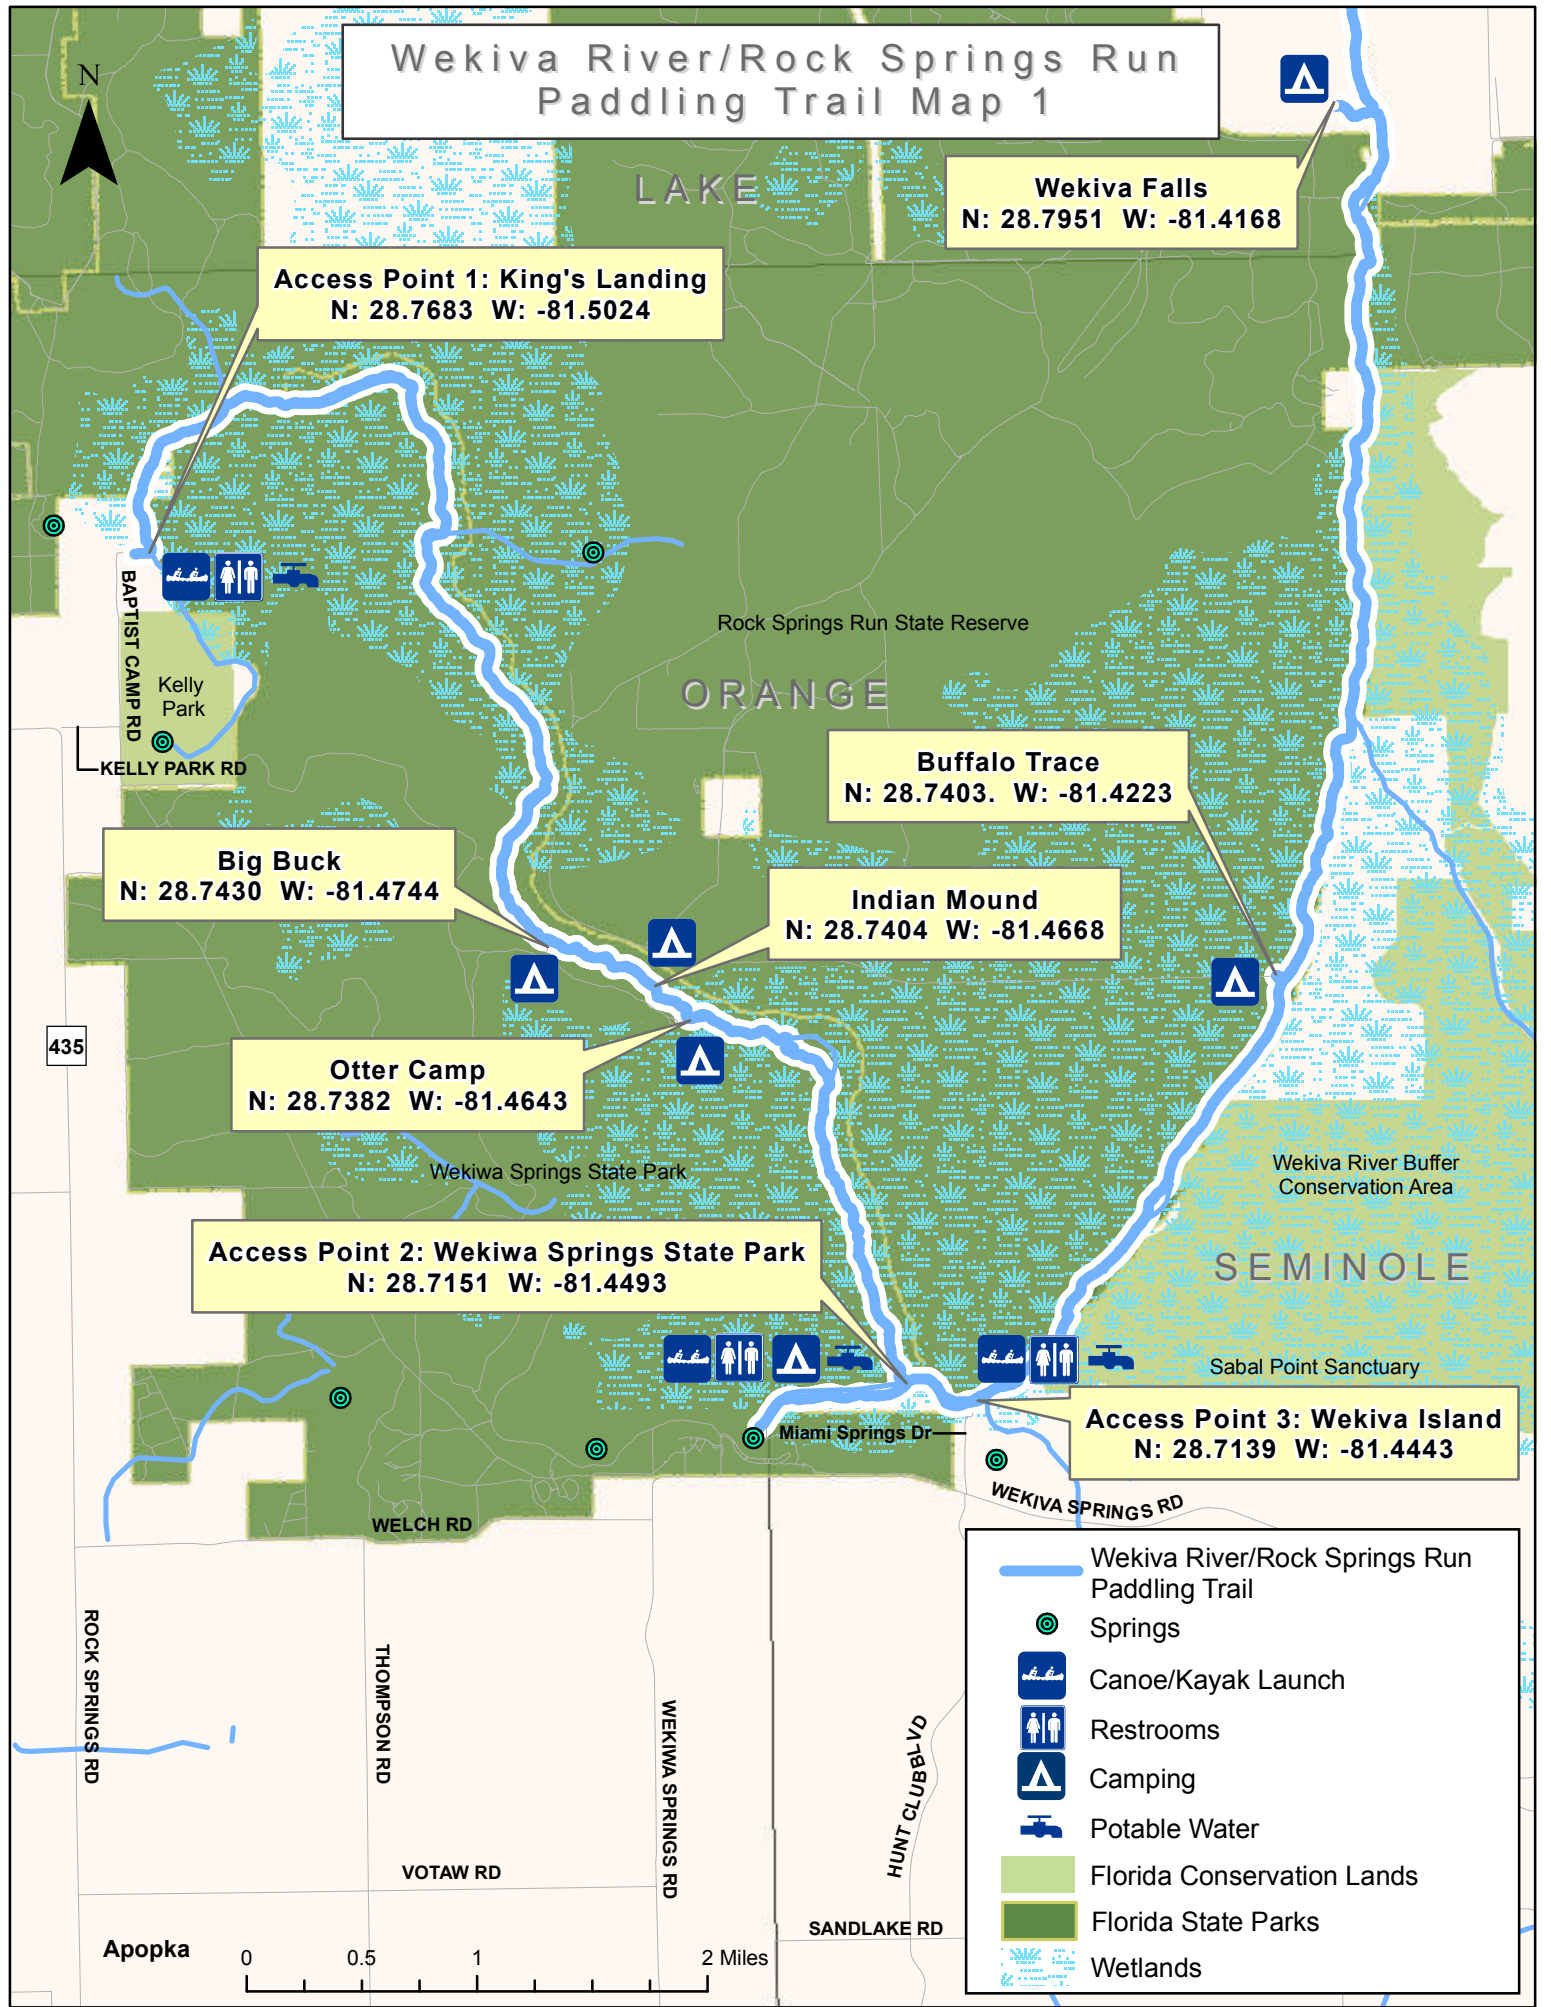 Wekiva River/Rock Springs Run
Paddling Trail Map 1
N
LAKE
Wekiva Falls
N: 28.7951 W: -81.4168
Access Point 1: King's Landing
N: 28.7683 W: -81.5024
BAPTIST CAMP RD
Kelly
Park
KELLY PARK RD
Rock Springs Run State Reserve
ORANGE
Buffalo Trace
N: 28.7403. W: -81.4223
Big Buck
N: 28.7430 W: -81.4744
Indian Mound
N: 28.7404 W: -81.4668
435
Otter Camp
N: 28.7382 W: -81.4643
Wekiwa Springs State Park
Wekiva River Buffer
Conservation Area
Access Point 2: Wekiwa Springs State Park
N: 28.7151 W: -81.4493
SEMINOLE
Sabal Point Sanctuary
Access Point 3: Wekiva Island
N: 28.7139 W: -81.4443
Miami Springs Dr
WEKIVA SPRINGS RD
WELCH RD
ROCK SPRINGS RD
THOMPSON RD
WEKIWA SPRINGS RD
HUNT CLUBBLVD
VOTAW RD
SANDLAKE RD
Apopka
0 0.5 1 2 Miles
Wekiva River/Rock Springs Run
Paddling Trail
Springs
Canoe/Kayak Launch
Restrooms
Camping
Potable Water
Florida Conservation Lands
Florida State Parks
Wetlands